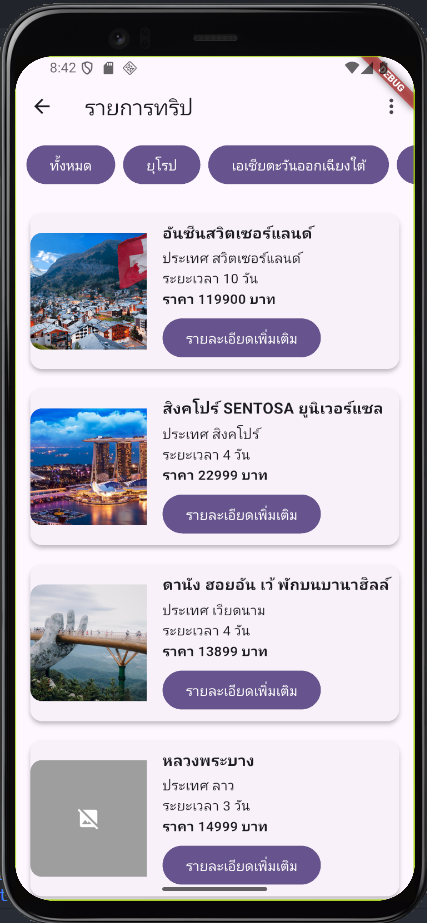 8:42
DEBUG
รายการทริป
ทั้งหมด
ยุโรป
เอเชียตะวันออกเฉียงใต้
อันซีนสวิตเซอร์แลนด์
ประเทศ สวิตเซอร์แลนด์
ระยะเวลา 10 วัน
ราคา 119900 บาท
รายละเอียดเพิ่มเติม
สิงคโปร์ SENTOSA ยูนิเวอร์แซล
ประเทศ สิงคโปร์
ระยะเวลา 4 วัน
ราคา 22999 บาท
รายละเอียดเพิ่มเติม
ดานัง ฮอยอัน เว้ พักบนบานาฮิลล์
ประเทศ เวียดนาม
ระยะเวลา 4 วัน
ราคา 13899 บาท
รายละเอียดเพิ่มเติม
หลวงพระบาง
ประเทศ ลาว
ระยะเวลา 3 วัน
ราคา 14999 บาท
รายละเอียดเพิ่มเติม